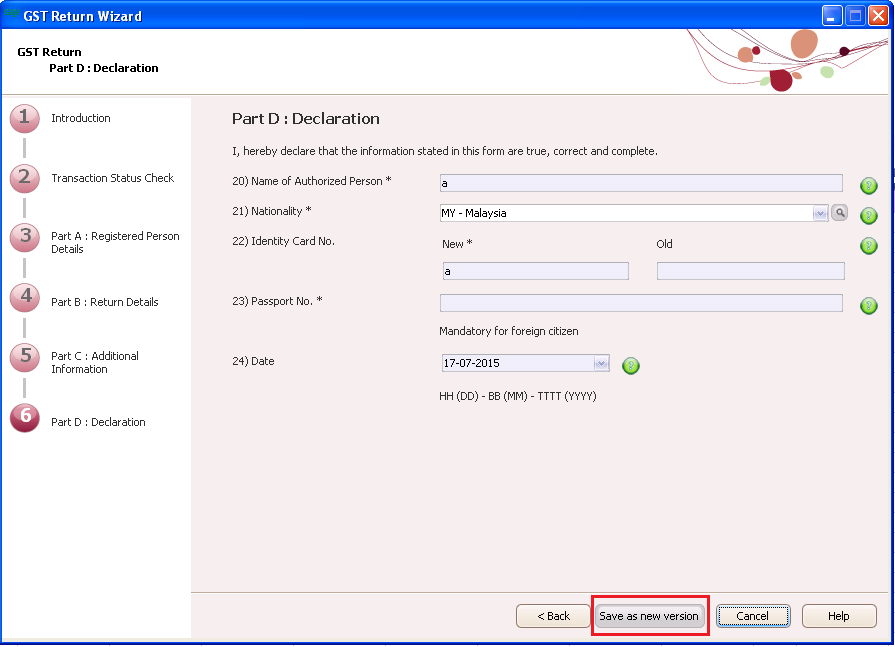 GST Return Wizard
GST Return
Part D : Declaration
1
Introduction
2
Transaction Status Check
3
Part A : Registered Person
Details
4
Part B : Return Details
5
Part C : Additional
Information
6
Part D : Declaration
Part D : Declaration
I, hereby declare that the information stated in this form are true, correct and complete.
20) Name of Authorized Person *
a
21) Nationality *
MY - Malaysia
22) Identity Card No.
New *
Old
a
23) Passport No. *
Mandatory for foreign citizen
24) Date
17-07-2015
HH (DD) - BB (MM) - TTTT (YYYY)
< Back
Save as new version
Cancel
Help